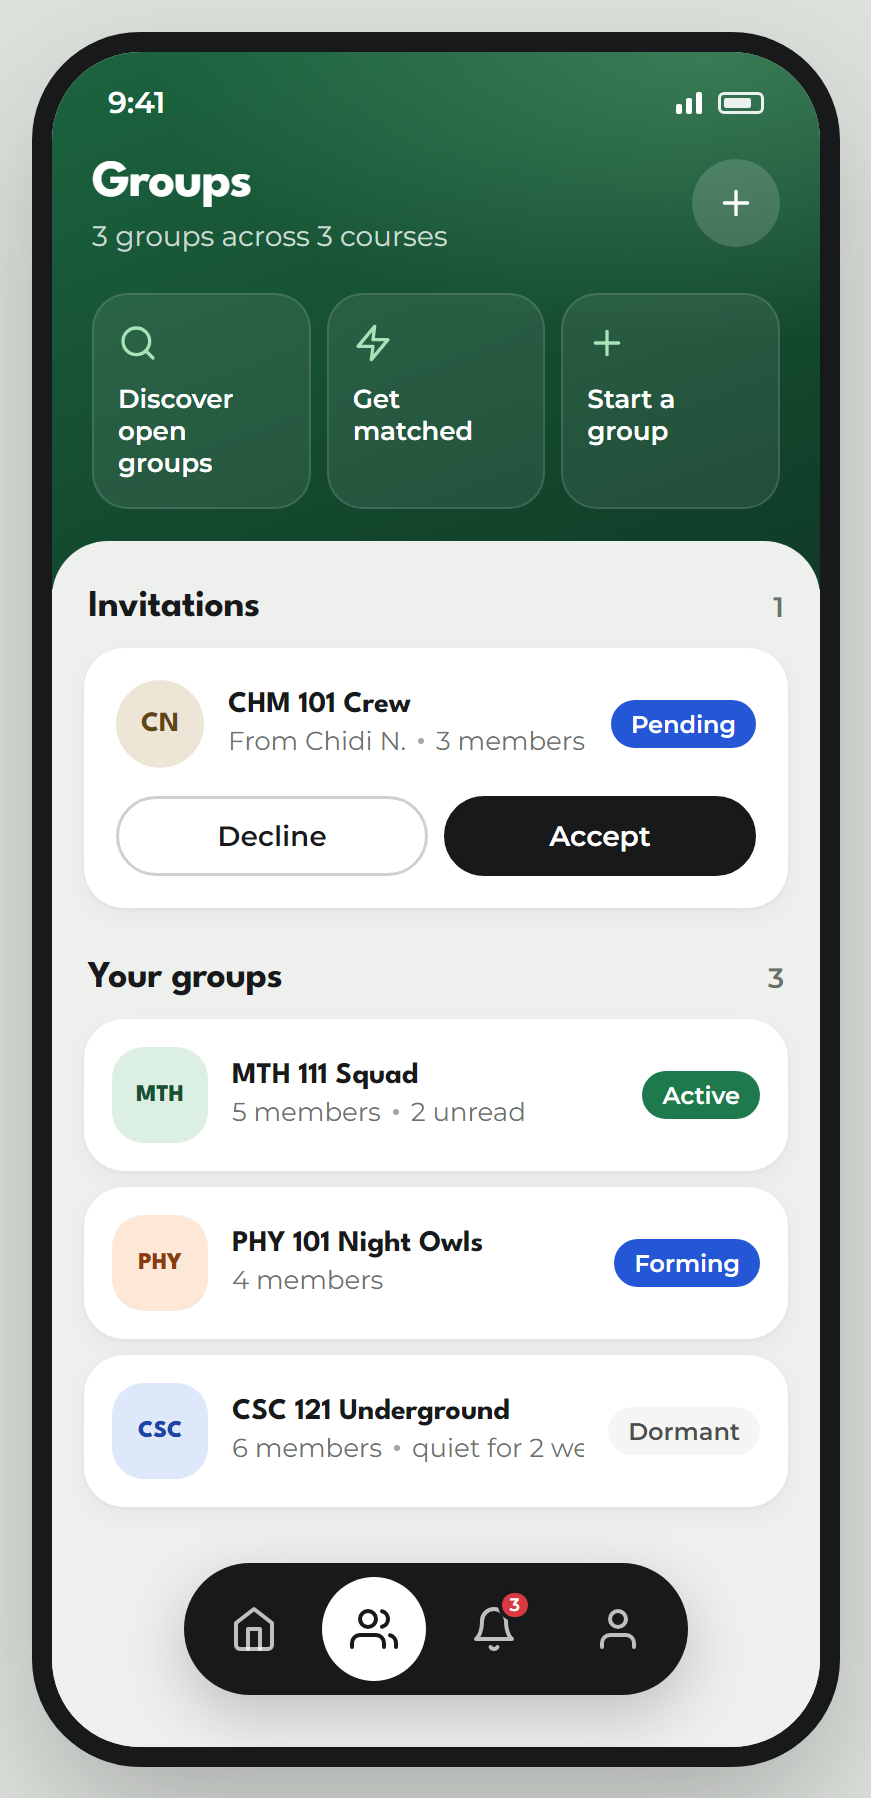 9:41
Groups
3 groups across 3 courses
Discover
open
groups
Get
matched
Start a
group
Invitations
1
CN
CHM 101 Crew
From Chidi N. • 3 members
Pending
Decline
Accept
Your groups
3
MTH
MTH 111 Squad
5 members • 2 unread
Active
PHY
PHY 101 Night Owls
4 members
Forming
CSC
CSC 121 Underground
6 members • quiet for 2 we
Dormant
3